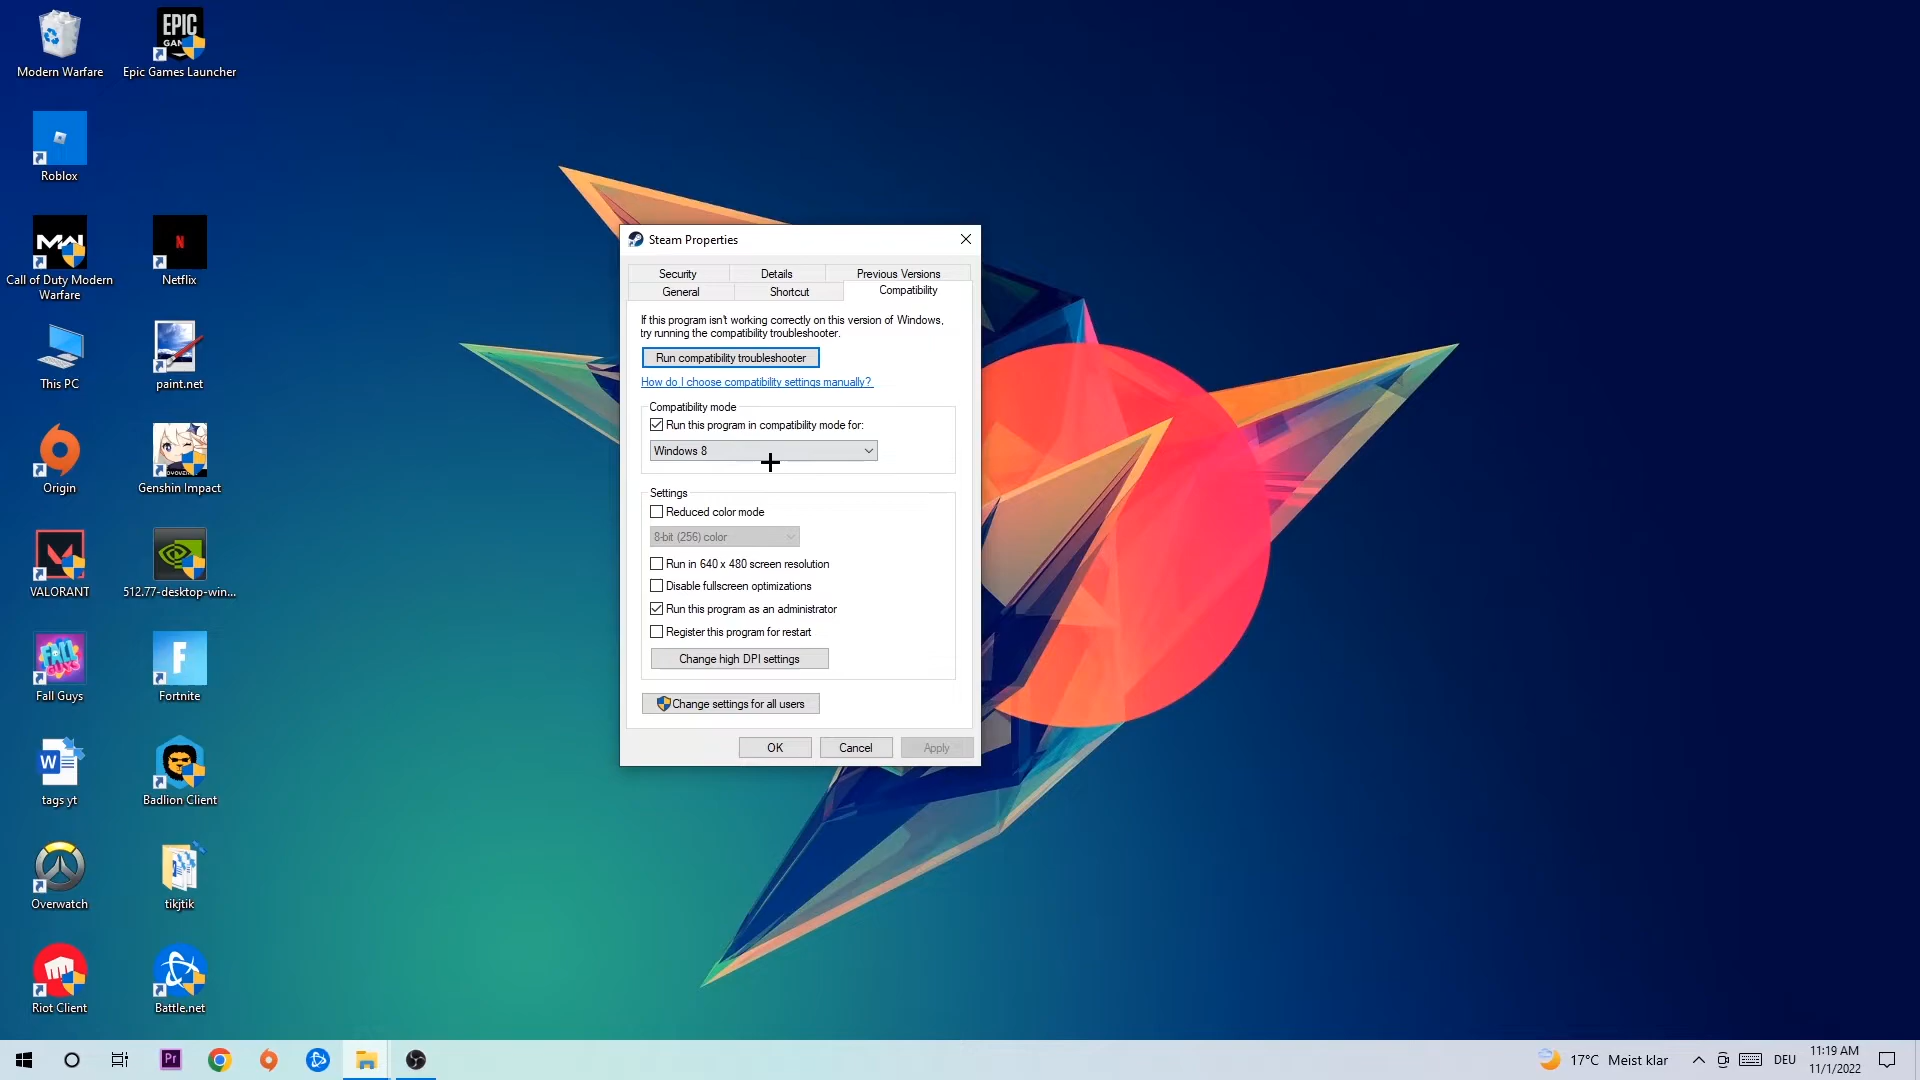 Modern Warfare
EPIC
GAMES
Epic Games Launcher
Roblox
MW
Call of Duty Modern
Warfare
N
Netflix
This PC
paint.net
Origin
Genshin Impact
VALORANT
512.77-desktop-win...
FALL
GUYS
Fall Guys
F
Fortnite
W
tags yt
Badlion Client
Overwatch
tikjtik
Riot Client
Battle.net
Steam Properties
Security
Details
Previous Versions
General
Shortcut
Compatibility
If this program isn't working correctly on this version of Windows,
try running the compatibility troubleshooter.
Run compatibility troubleshooter
How do I choose compatibility settings manually?
Compatibility mode
Run this program in compatibility mode for:
Windows 8
Settings
Reduced color mode
8-bit (256) color
Run in 640 x 480 screen resolution
Disable fullscreen optimizations
Run this program as an administrator
Register this program for restart
Change high DPI settings
Change settings for all users
OK
Cancel
Apply
Pr
17°C Meist klar
DEU
11:19 AM
11/1/2022